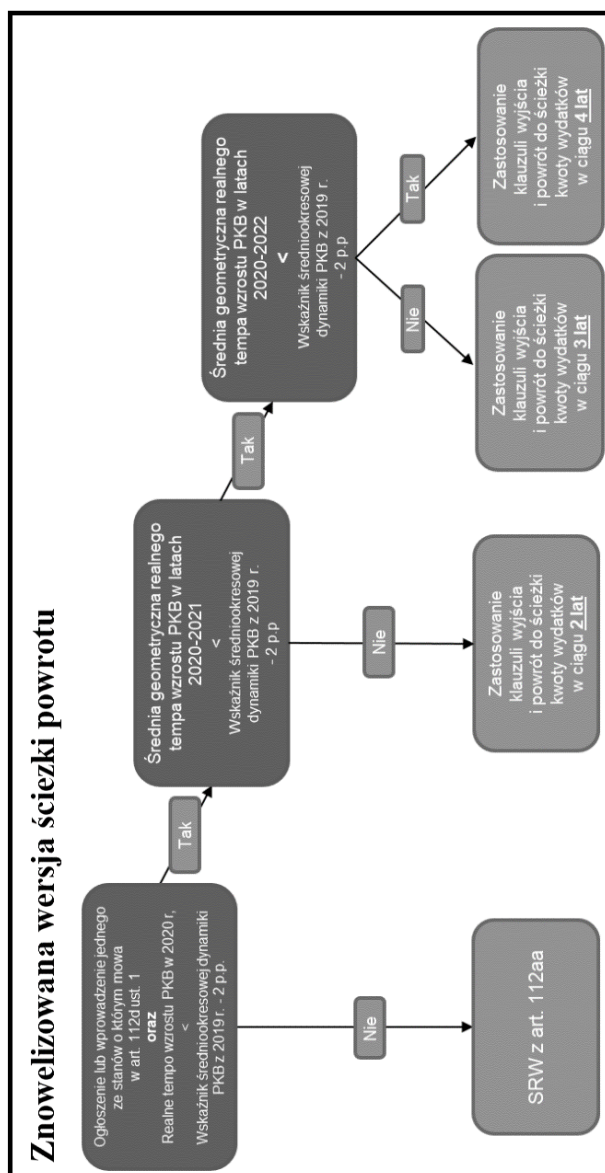 Znowelizowana wersja ściezki powrotu
Ogłoszenie lub wprowadzenie jednego
ze stanów o którym mowa
w art. 112d ust. 1
oraz
Realne tempo wzrostu PKB w 2020 r,
<
Wskaźnik średniookresowej dynamiki
PKB z 2019 r. - 2 p.p.
Tak
Nie
SRW z art. 112aa
Średnia geometryczna realnego
tempa wzrostu PKB w latach
2020-2021
<
Wskaźnik średniookresowej
dynamiki PKB z 2019 r.
- 2 p.p
Tak
Nie
Zastosowanie
klauzuli wyjścia
i powrót do ścieżki
kwoty wydatków
w ciągu 2 lat
Średnia geometryczna realnego
tempa wzrostu PKB w latach
2020-2022
<
Wskaźnik średniookresowej
dynamiki PKB z 2019 r.
- 2 p.p
Nie
Tak
Zastosowanie
klauzuli wyjścia
i powrót do ścieżki
kwoty wydatków
w ciągu 3 lat
Zastosowanie
klauzuli wyjścia
i powrót do ścieżki
kwoty wydatków
w ciągu 4 lat